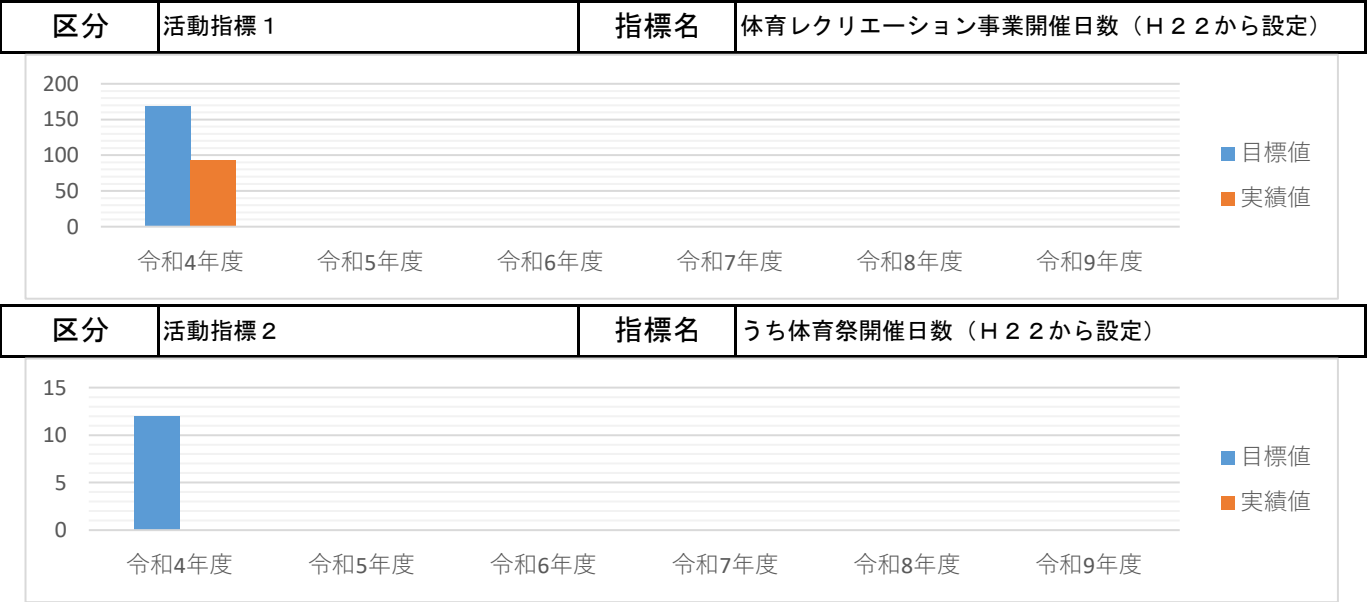 区分 活動指標１ 指標名 体育レクリエーション事業開催日数（Ｈ２２から設定）
200
150
100
50
0
目標値
実績値
令和4年度 令和5年度 令和6年度 令和7年度 令和8年度 令和9年度
区分 活動指標２ 指標名 うち体育祭開催日数（Ｈ２２から設定）
15
10
5
0
目標値
実績値
令和4年度 令和5年度 令和6年度 令和7年度 令和8年度 令和9年度